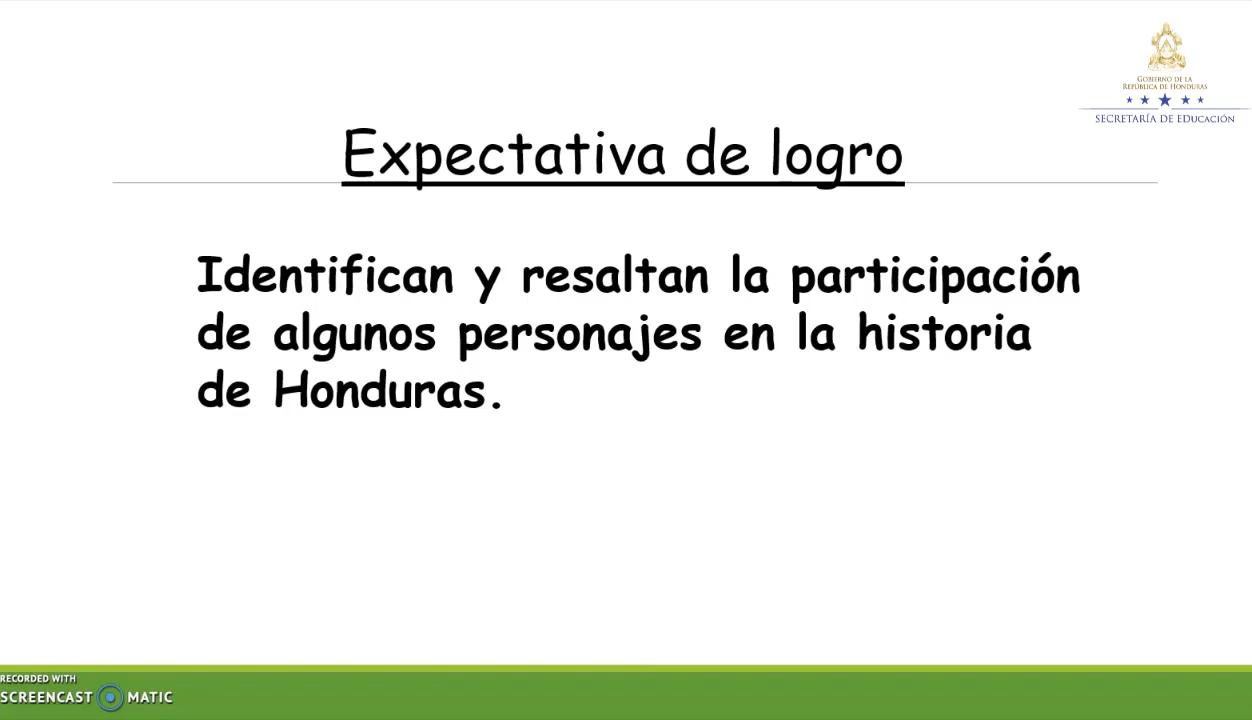 GOBIERNO DE LA
REPÚBLICA DE HONDURAS
SECRETARÍA DE EDUCACIÓN
Expectativa de logro
Identifican y resaltan la participación
de algunos personajes en la historia
de Honduras.
RECORDED WITH
SCREENCAST MATIC